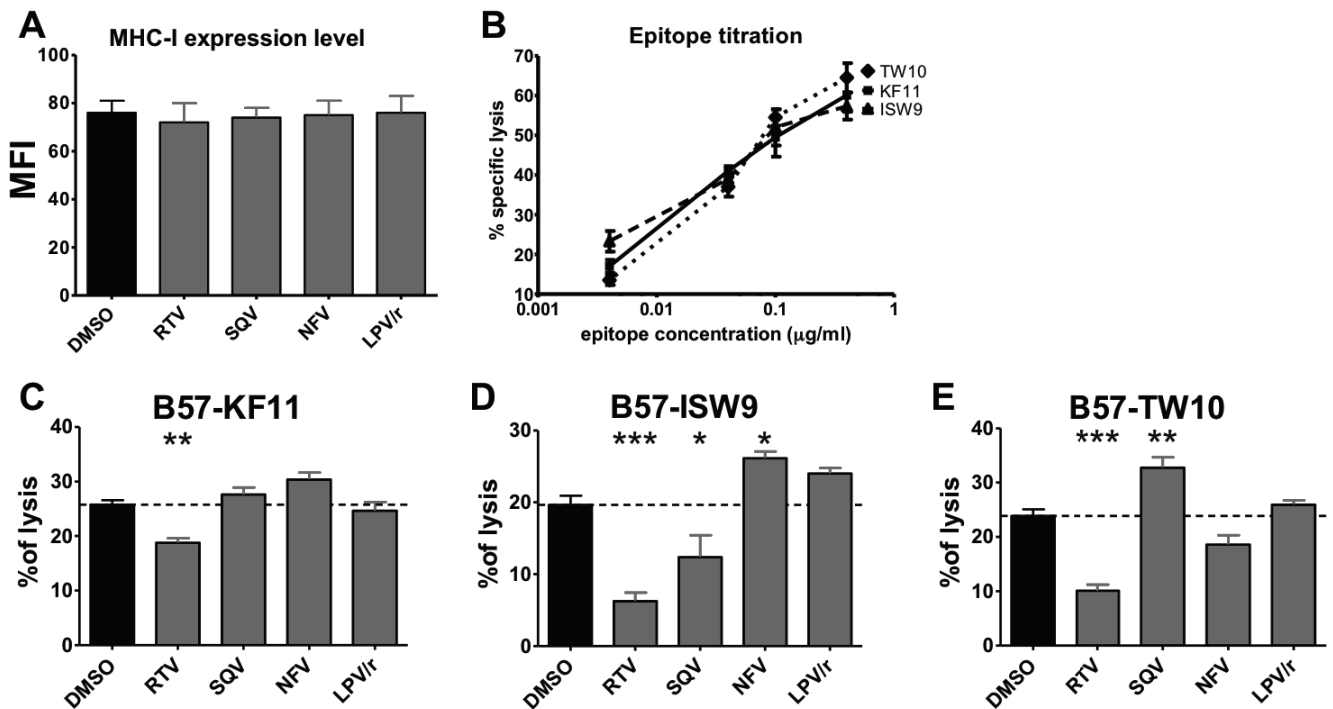 A
MHC-I expression level
MFI
100
80
60
40
20
0
DMSO
RTV
SQV
NFV
LPV/r
B
Epitope titration
% specific lysis
70
60
50
40
30
20
10
0.001
0.01
0.1
1
epitope concentration (μg/ml)
TW10
KF11
ISW9
C
B57-KF11
**
%of lysis
40
30
20
10
0
DMSO
RTV
SQV
NFV
LPV/r
D
B57-ISW9
*** * *
%of lysis
30
20
10
0
DMSO
RTV
SQV
NFV
LPV/r
E
B57-TW10
*** **
%of lysis
40
30
20
10
0
DMSO
RTV
SQV
NFV
LPV/r